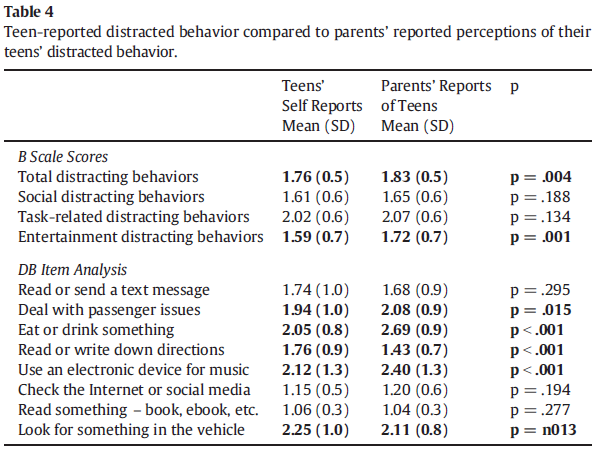 Table 4
Teen-reported distracted behavior compared to parents' reported perceptions of their
teens' distracted behavior.
Teens' Parents' Reports p
Self Reports of Teens
Mean (SD) Mean (SD)
B Scale Scores
Total distracting behaviors 1.76 (0.5) 1.83 (0.5) p = .004
Social distracting behaviors 1.61 (0.6) 1.65 (0.6) p = .188
Task-related distracting behaviors 2.02 (0.6) 2.07 (0.6) p = .134
Entertainment distracting behaviors 1.59 (0.7) 1.72 (0.7) p = .001
DB Item Analysis
Read or send a text message 1.74 (1.0) 1.68 (0.9) p = .295
Deal with passenger issues 1.94 (1.0) 2.08 (0.9) p = .015
Eat or drink something 2.05 (0.8) 2.69 (0.9) p < .001
Read or write down directions 1.76 (0.9) 1.43 (0.7) p < .001
Use an electronic device for music 2.12 (1.3) 2.40 (1.3) p < .001
Check the Internet or social media 1.15 (0.5) 1.20 (0.6) p = .194
Read something – book, ebook, etc. 1.06 (0.3) 1.04 (0.3) p = .277
Look for something in the vehicle 2.25 (1.0) 2.11 (0.8) p = n013